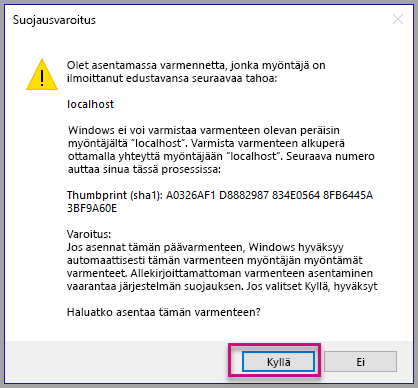 Suojausvaroitus
Olet asentamassa varmennetta, jonka myöntäjä on
ilmoittanut edustavansa seuraavaa tahoa:
localhost
Windows ei voi varmistaa varmenteen olevan peräisin
myöntäjältä "localhost". Varmista varmenteen alkuperä
ottamalla yhteyttä myöntäjään "localhost". Seuraava numero
auttaa sinua tässä prosessissa:
Thumbprint (sha1): A0326AF1 D8882987 834E0564 8FB6445A
3BF9A60E
Varoitus:
Jos asennat tämän päävarmenteen, Windows hyväksyy
automaattisesti tämän varmenteen myöntäjän myöntämät
varmenteet. Allekirjoittamattoman varmenteen asentaminen
vaarantaa järjestelmän suojauksen. Jos valitset Kyllä, hyväksyt
Haluatko asentaa tämän varmenteen?
Kyllä
Ei